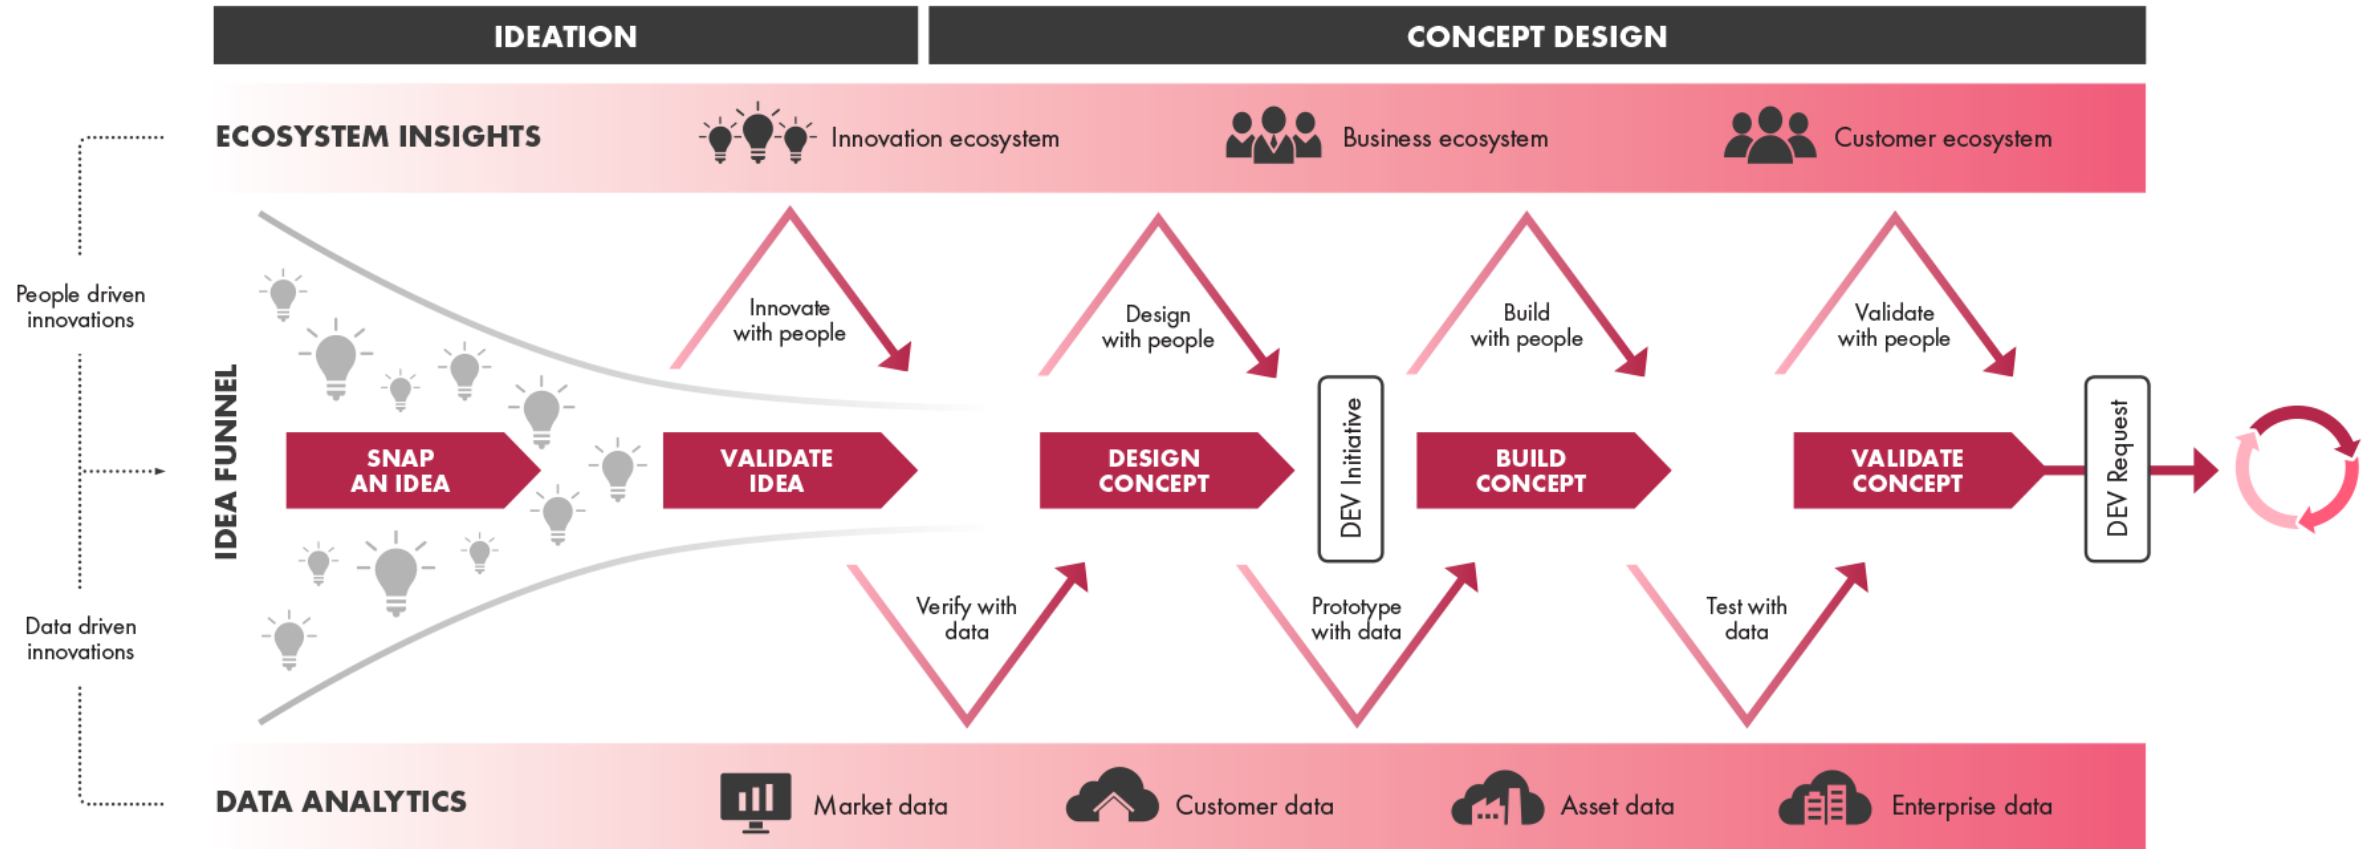 IDEATION
CONCEPT DESIGN
ECOSYSTEM INSIGHTS
Innovation ecosystem
Business ecosystem
Customer ecosystem
People driven
innovations
Data driven
innovations
IDEA FUNNEL
Innovate
with people
Design
with people
Build
with people
Validate
with people
SNAP
AN IDEA
VALIDATE
IDEA
DESIGN
CONCEPT
DEV Initiative
BUILD
CONCEPT
VALIDATE
CONCEPT
DEV Request
Verify with
data
Prototype
with data
Test with
data
DATA ANALYTICS
Market data
Customer data
Asset data
Enterprise data